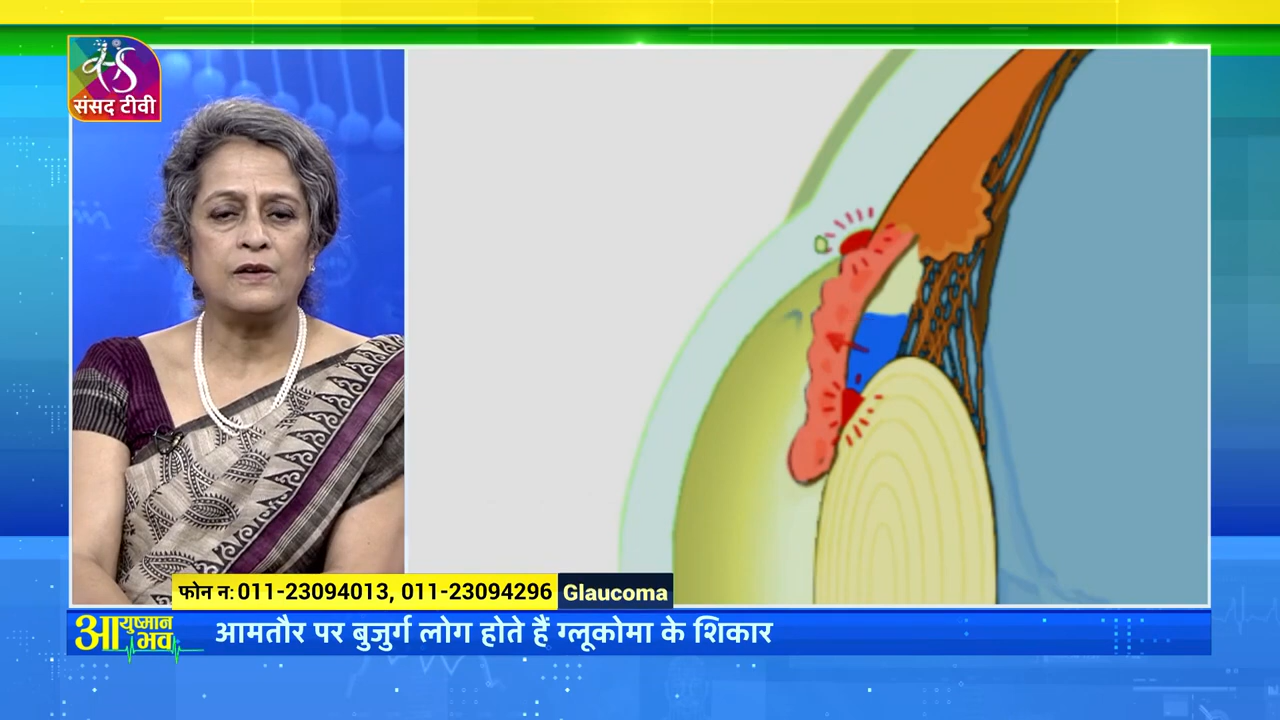 संसद टीवी
फोन न: 011-23094013, 011-23094296
Glaucoma
आयुष्मान भव
आमतौर पर बुजुर्ग लोग होते हैं ग्लूकोमा के शिकार